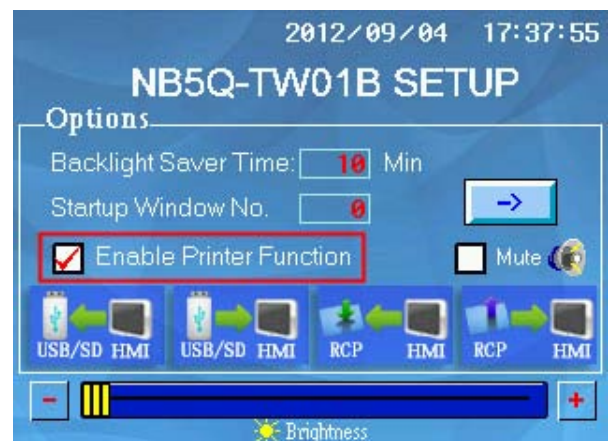 2012/09/04 17:37:55
NB5Q-TW01B SETUP
Options
Backlight Saver Time: 10 Min
Startup Window No. 0
->
Enable Printer Function
Mute
USB/SD HMI USB/SD HMI RCP HMI RCP HMI
- +
Brightness